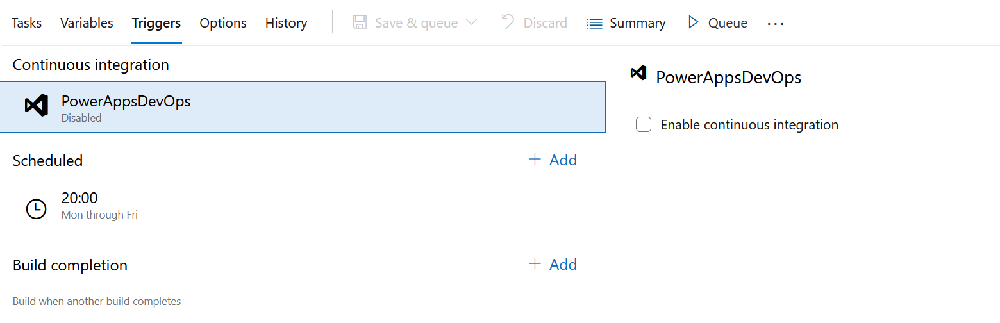 Tasks Variables Triggers Options History Save & queue Discard Summary Queue ...
Continuous integration
PowerAppsDevOps
Disabled
PowerAppsDevOps
Enable continuous integration
Scheduled + Add
20:00
Mon through Fri
Build completion + Add
Build when another build completes